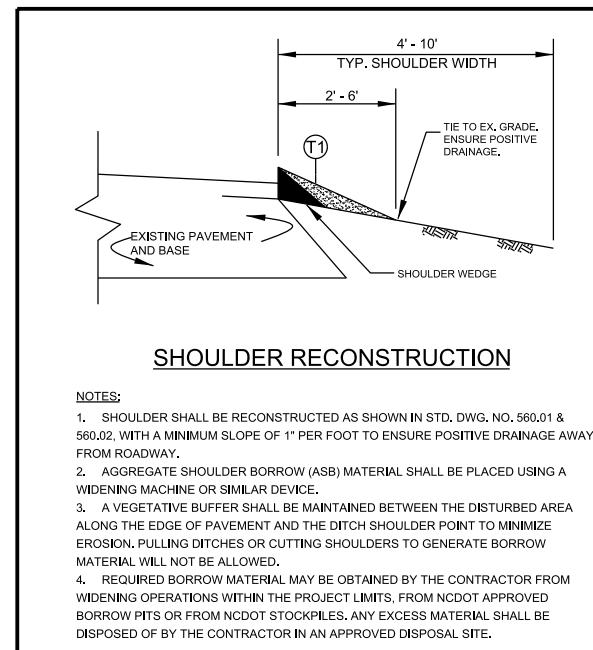 4' - 10'
TYP. SHOULDER WIDTH
2' - 6'
TIE TO EX. GRADE.
ENSURE POSITIVE
DRAINAGE.
T1
EXISTING PAVEMENT
AND BASE
SHOULDER WEDGE
SHOULDER RECONSTRUCTION
NOTES:
1. SHOULDER SHALL BE RECONSTRUCTED AS SHOWN IN STD. DWG. NO. 560.01 &
560.02, WITH A MINIMUM SLOPE OF 1" PER FOOT TO ENSURE POSITIVE DRAINAGE AWAY
FROM ROADWAY.
2. AGGREGATE SHOULDER BORROW (ASB) MATERIAL SHALL BE PLACED USING A
WIDENING MACHINE OR SIMILAR DEVICE.
3. A VEGETATIVE BUFFER SHALL BE MAINTAINED BETWEEN THE DISTURBED AREA
ALONG THE EDGE OF PAVEMENT AND THE DITCH SHOULDER POINT TO MINIMIZE
EROSION. PULLING DITCHES OR CUTTING SHOULDERS TO GENERATE BORROW
MATERIAL WILL NOT BE ALLOWED.
4. REQUIRED BORROW MATERIAL MAY BE OBTAINED BY THE CONTRACTOR FROM
WIDENING OPERATIONS WITHIN THE PROJECT LIMITS, FROM NCDOT APPROVED
BORROW PITS OR FROM NCDOT STOCKPILES. ANY EXCESS MATERIAL SHALL BE
DISPOSED OF BY THE CONTRACTOR IN AN APPROVED DISPOSAL SITE.